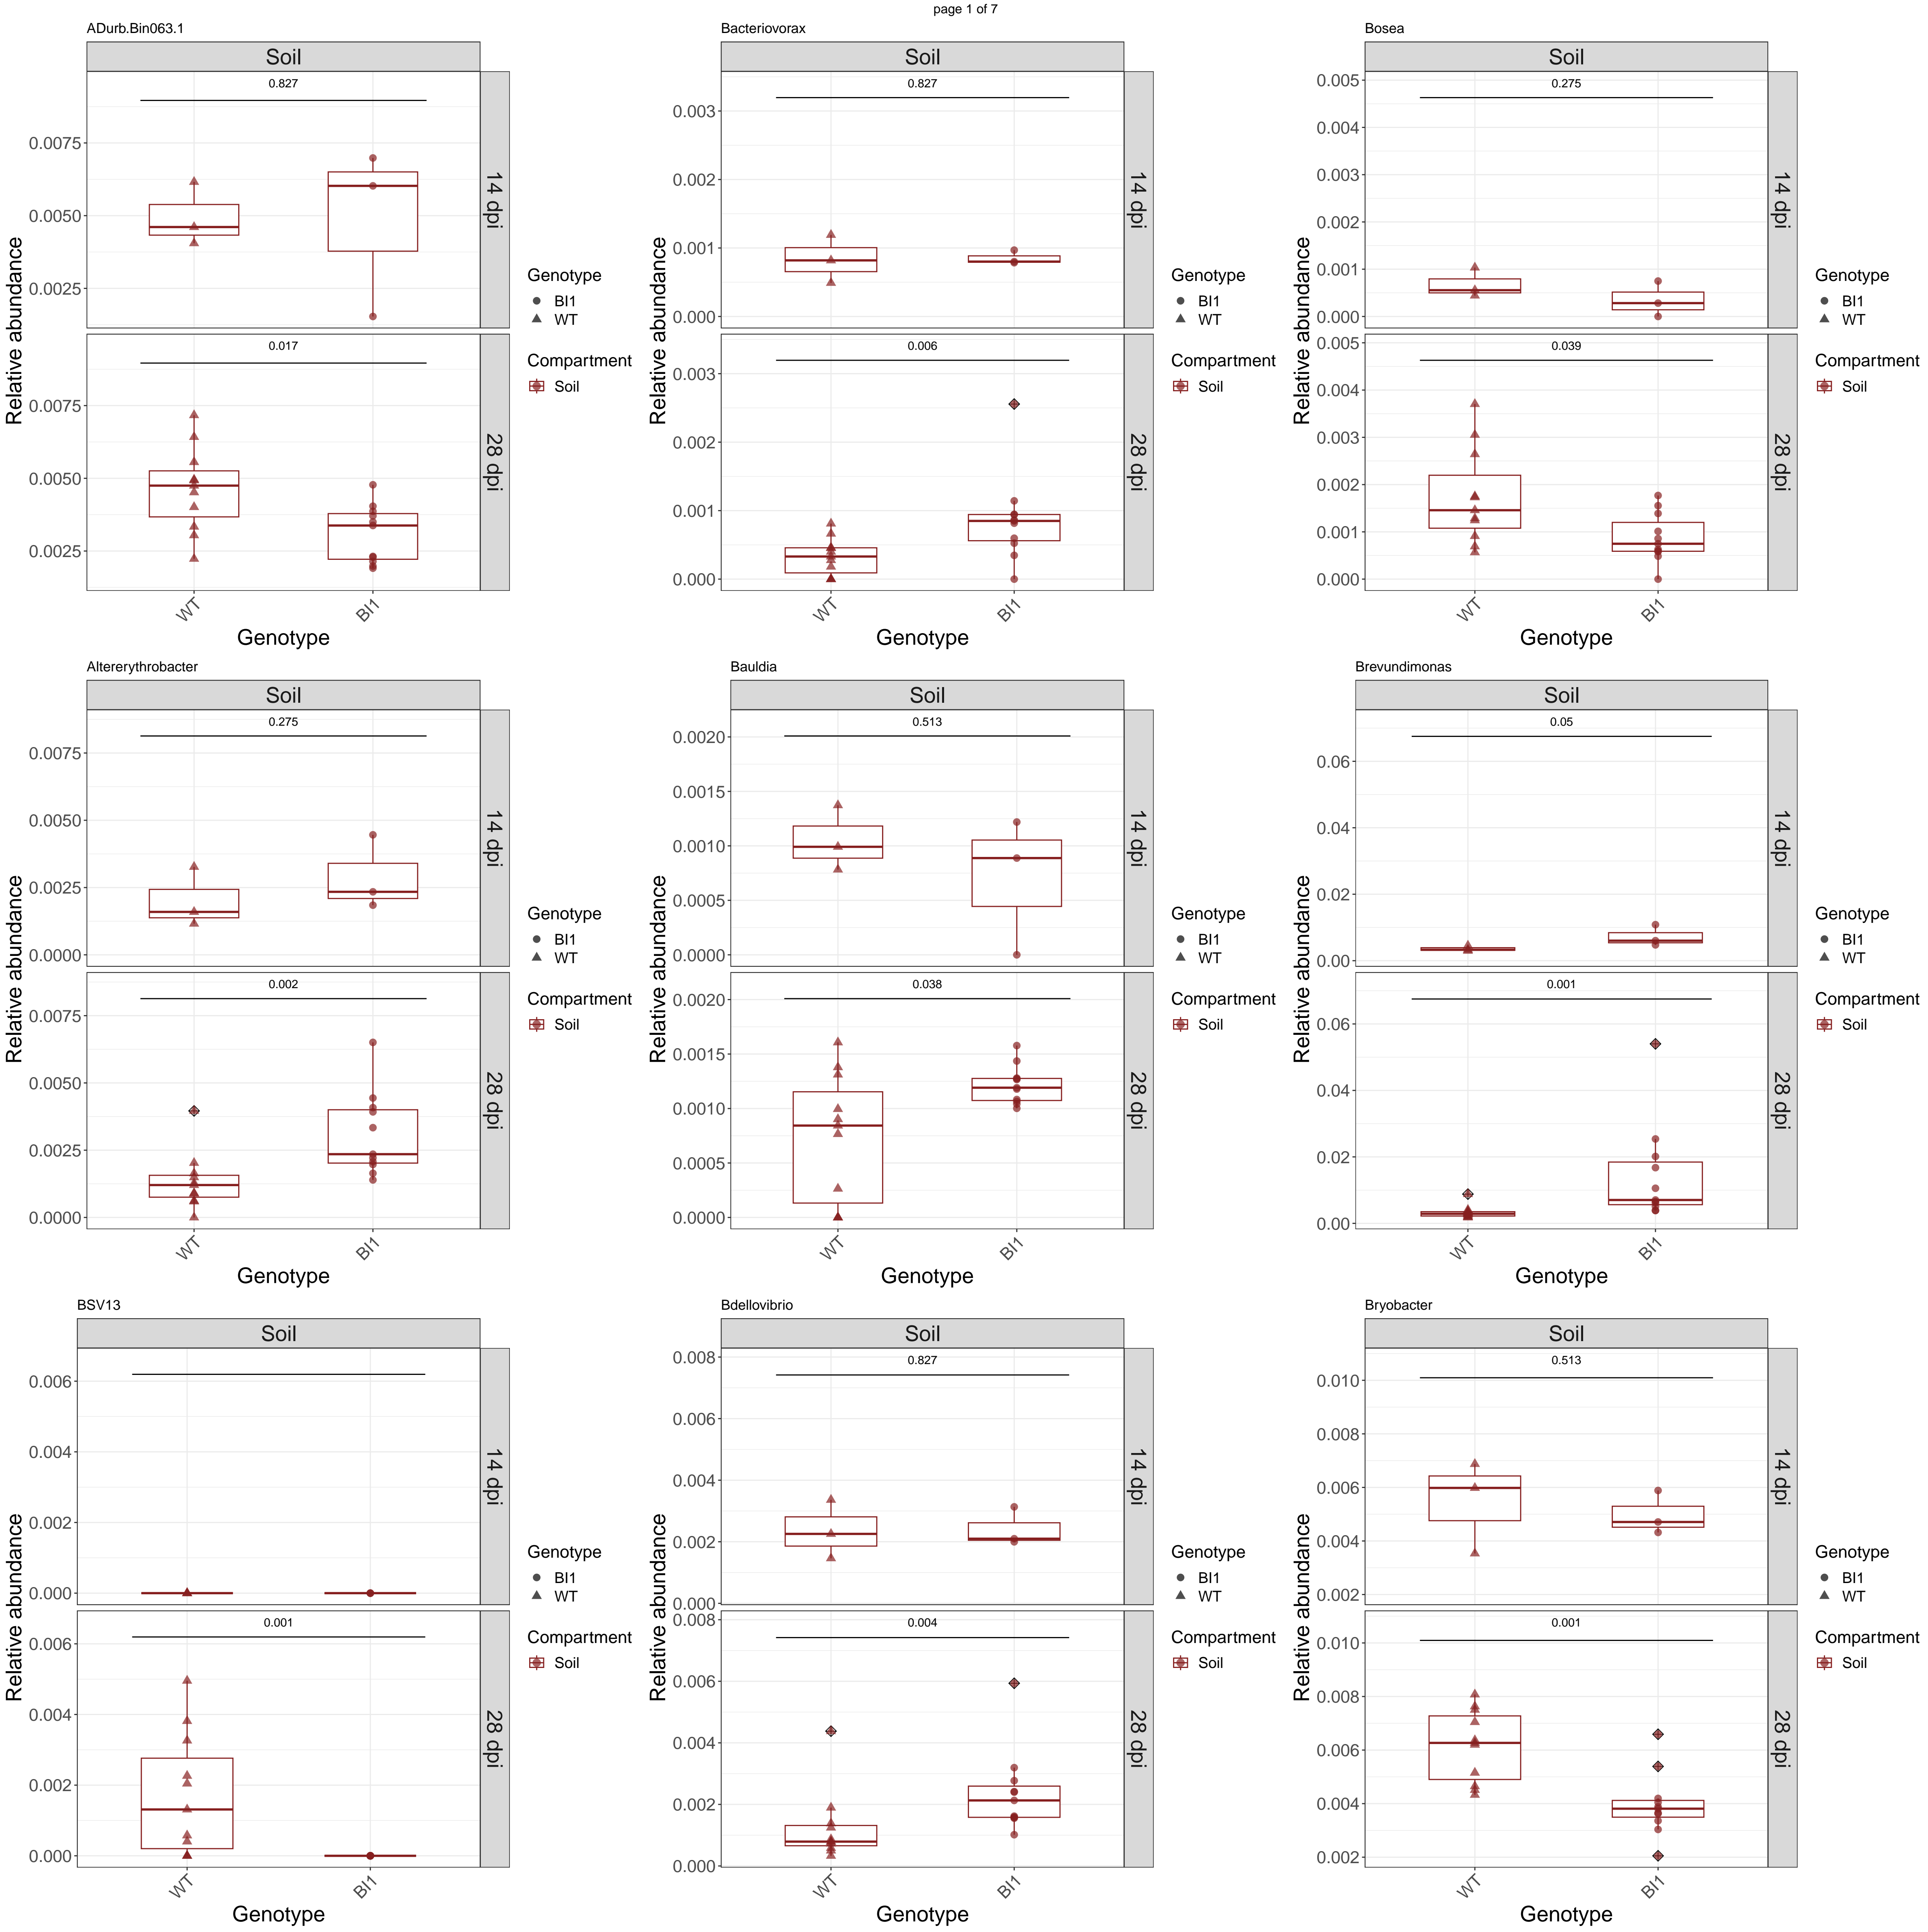 page 1 of 7
ADurb.Bin063.1
Soil
0.827
0.0075
0.0050
0.0025
14 dpi
0.017
0.0075
0.0050
0.0025
28 dpi
Relative abundance
WT
BI1
Genotype
Genotype
BI1
WT
Compartment
Soil
Bacteriovorax
Soil
0.827
0.003
0.002
0.001
0.000
14 dpi
0.006
0.003
0.002
0.001
0.000
28 dpi
Relative abundance
WT
BI1
Genotype
Genotype
BI1
WT
Compartment
Soil
Bosea
Soil
0.275
0.005
0.004
0.003
0.002
0.001
0.000
14 dpi
0.039
0.005
0.004
0.003
0.002
0.001
0.000
28 dpi
Relative abundance
WT
BI1
Genotype
Genotype
BI1
WT
Compartment
Soil
Altererythrobacter
Soil
0.275
0.0075
0.0050
0.0025
0.0000
14 dpi
0.002
0.0075
0.0050
0.0025
0.0000
28 dpi
Relative abundance
WT
BI1
Genotype
Genotype
BI1
WT
Compartment
Soil
Bauldia
Soil
0.513
0.0020
0.0015
0.0010
0.0005
0.0000
14 dpi
0.038
0.0020
0.0015
0.0010
0.0005
0.0000
28 dpi
Relative abundance
WT
BI1
Genotype
Genotype
BI1
WT
Compartment
Soil
Brevundimonas
Soil
0.05
0.06
0.04
0.02
0.00
14 dpi
0.001
0.06
0.04
0.02
0.00
28 dpi
Relative abundance
WT
BI1
Genotype
Genotype
BI1
WT
Compartment
Soil
BSV13
Soil
0.006
0.004
0.002
0.000
14 dpi
0.001
0.006
0.004
0.002
0.000
28 dpi
Relative abundance
WT
BI1
Genotype
Genotype
BI1
WT
Compartment
Soil
Bdellovibrio
Soil
0.827
0.008
0.006
0.004
0.002
0.000
14 dpi
0.004
0.008
0.006
0.004
0.002
0.000
28 dpi
Relative abundance
WT
BI1
Genotype
Genotype
BI1
WT
Compartment
Soil
Bryobacter
Soil
0.513
0.010
0.008
0.006
0.004
0.002
14 dpi
0.001
0.010
0.008
0.006
0.004
0.002
28 dpi
Relative abundance
WT
BI1
Genotype
Genotype
BI1
WT
Compartment
Soil